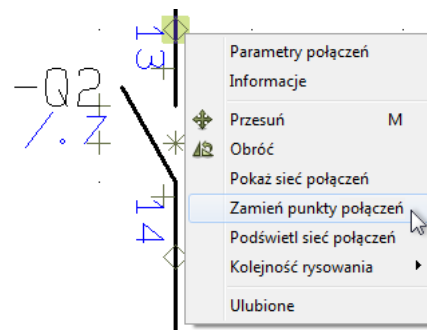 13
-Q2
/.3
14
Parametry połączeń
Informacje
Przesuń M
Obróć
Pokaż sieć połączeń
Zamień punkty połączeń
Podświetl sieć połączeń
Kolejność rysowania
Ulubione